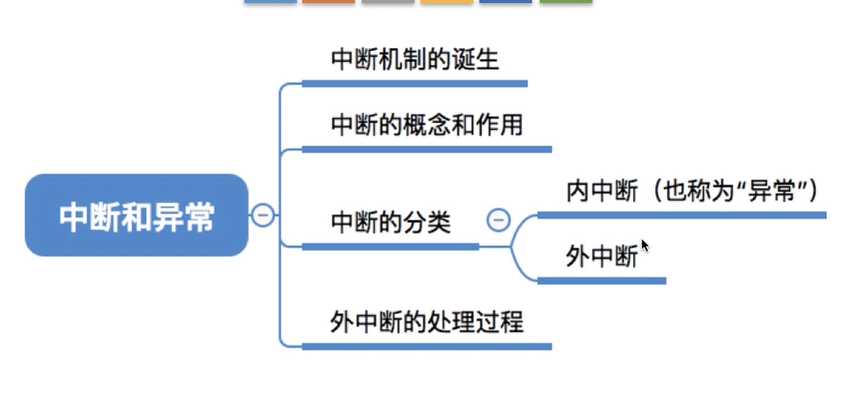 中断机制的诞生
中断的概念和作用
中断和异常
中断的分类
内中断（也称为“异常”）
外中断
外中断的处理过程